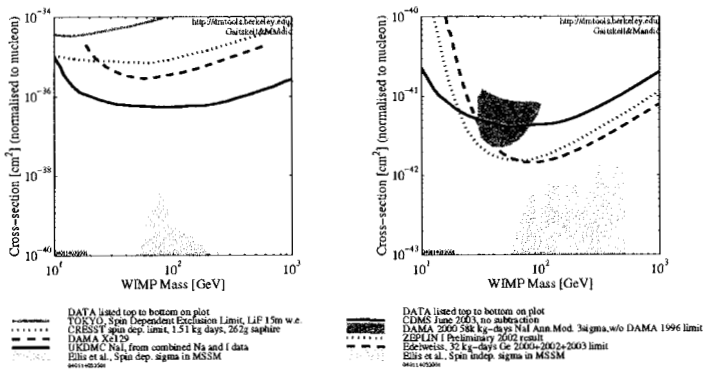 http://dmtools.berkeley.edu
Gaitskell&Mandic
Cross-section [cm²] (normalised to nucleon)
10⁻³⁴
10⁻³⁶
10⁻³⁸
10⁻⁴⁰
10¹
10²
10³
WIMP Mass [GeV]
DATA listed top to bottom on plot
TOKYO, Spin Dependent Exclusion Limit, LiF 15m w.e.
CRESST spin dep. limit, 1.51 kg days, 262g saphire
DAMA Xe129
UKDMC NaI, from combined Na and I data
Ellis et al., Spin dep. sigma in MSSM
http://dmtools.berkeley.edu
Gaitskell&Mandic
Cross-section [cm²] (normalised to nucleon)
10⁻⁴⁰
10⁻⁴¹
10⁻⁴²
10⁻⁴³
10¹
10²
10³
WIMP Mass [GeV]
DATA listed top to bottom on plot
CDMS June 2003, no subtraction
DAMA 2000 58k kg-days NaI Ann.Mod. 3sigma,w/o DAMA 1996 limit
ZEPLIN I Preliminary 2002 result
Edelweiss, 32 kg-days Ge 2000+2002+2003 limit
Ellis et al., Spin indep. sigma in MSSM